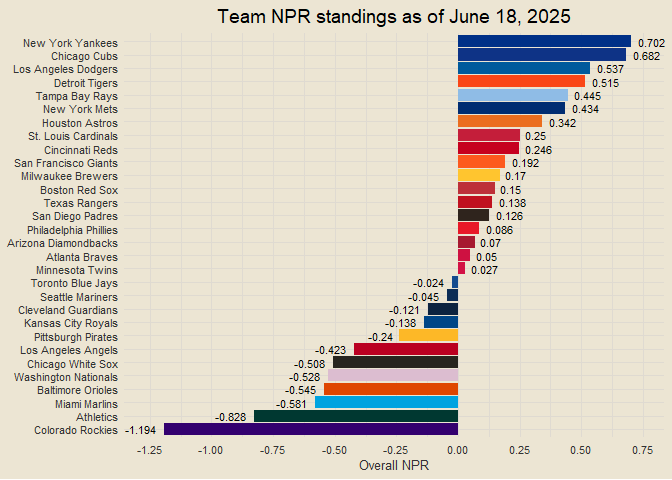 Team NPR standings as of June 18, 2025
New York Yankees 0.702
Chicago Cubs 0.682
Los Angeles Dodgers 0.537
Detroit Tigers 0.515
Tampa Bay Rays 0.445
New York Mets 0.434
Houston Astros 0.342
St. Louis Cardinals 0.25
Cincinnati Reds 0.246
San Francisco Giants 0.192
Milwaukee Brewers 0.17
Boston Red Sox 0.15
Texas Rangers 0.138
San Diego Padres 0.126
Philadelphia Phillies 0.086
Arizona Diamondbacks 0.07
Atlanta Braves 0.05
Minnesota Twins 0.027
Toronto Blue Jays -0.024
Seattle Mariners -0.045
Cleveland Guardians -0.121
Kansas City Royals -0.138
Pittsburgh Pirates -0.24
Los Angeles Angels -0.423
Chicago White Sox -0.508
Washington Nationals -0.528
Baltimore Orioles -0.545
Miami Marlins -0.581
Athletics -0.828
Colorado Rockies -1.194
-1.25 -1.00 -0.75 -0.50 -0.25 0.00 0.25 0.50 0.75
Overall NPR